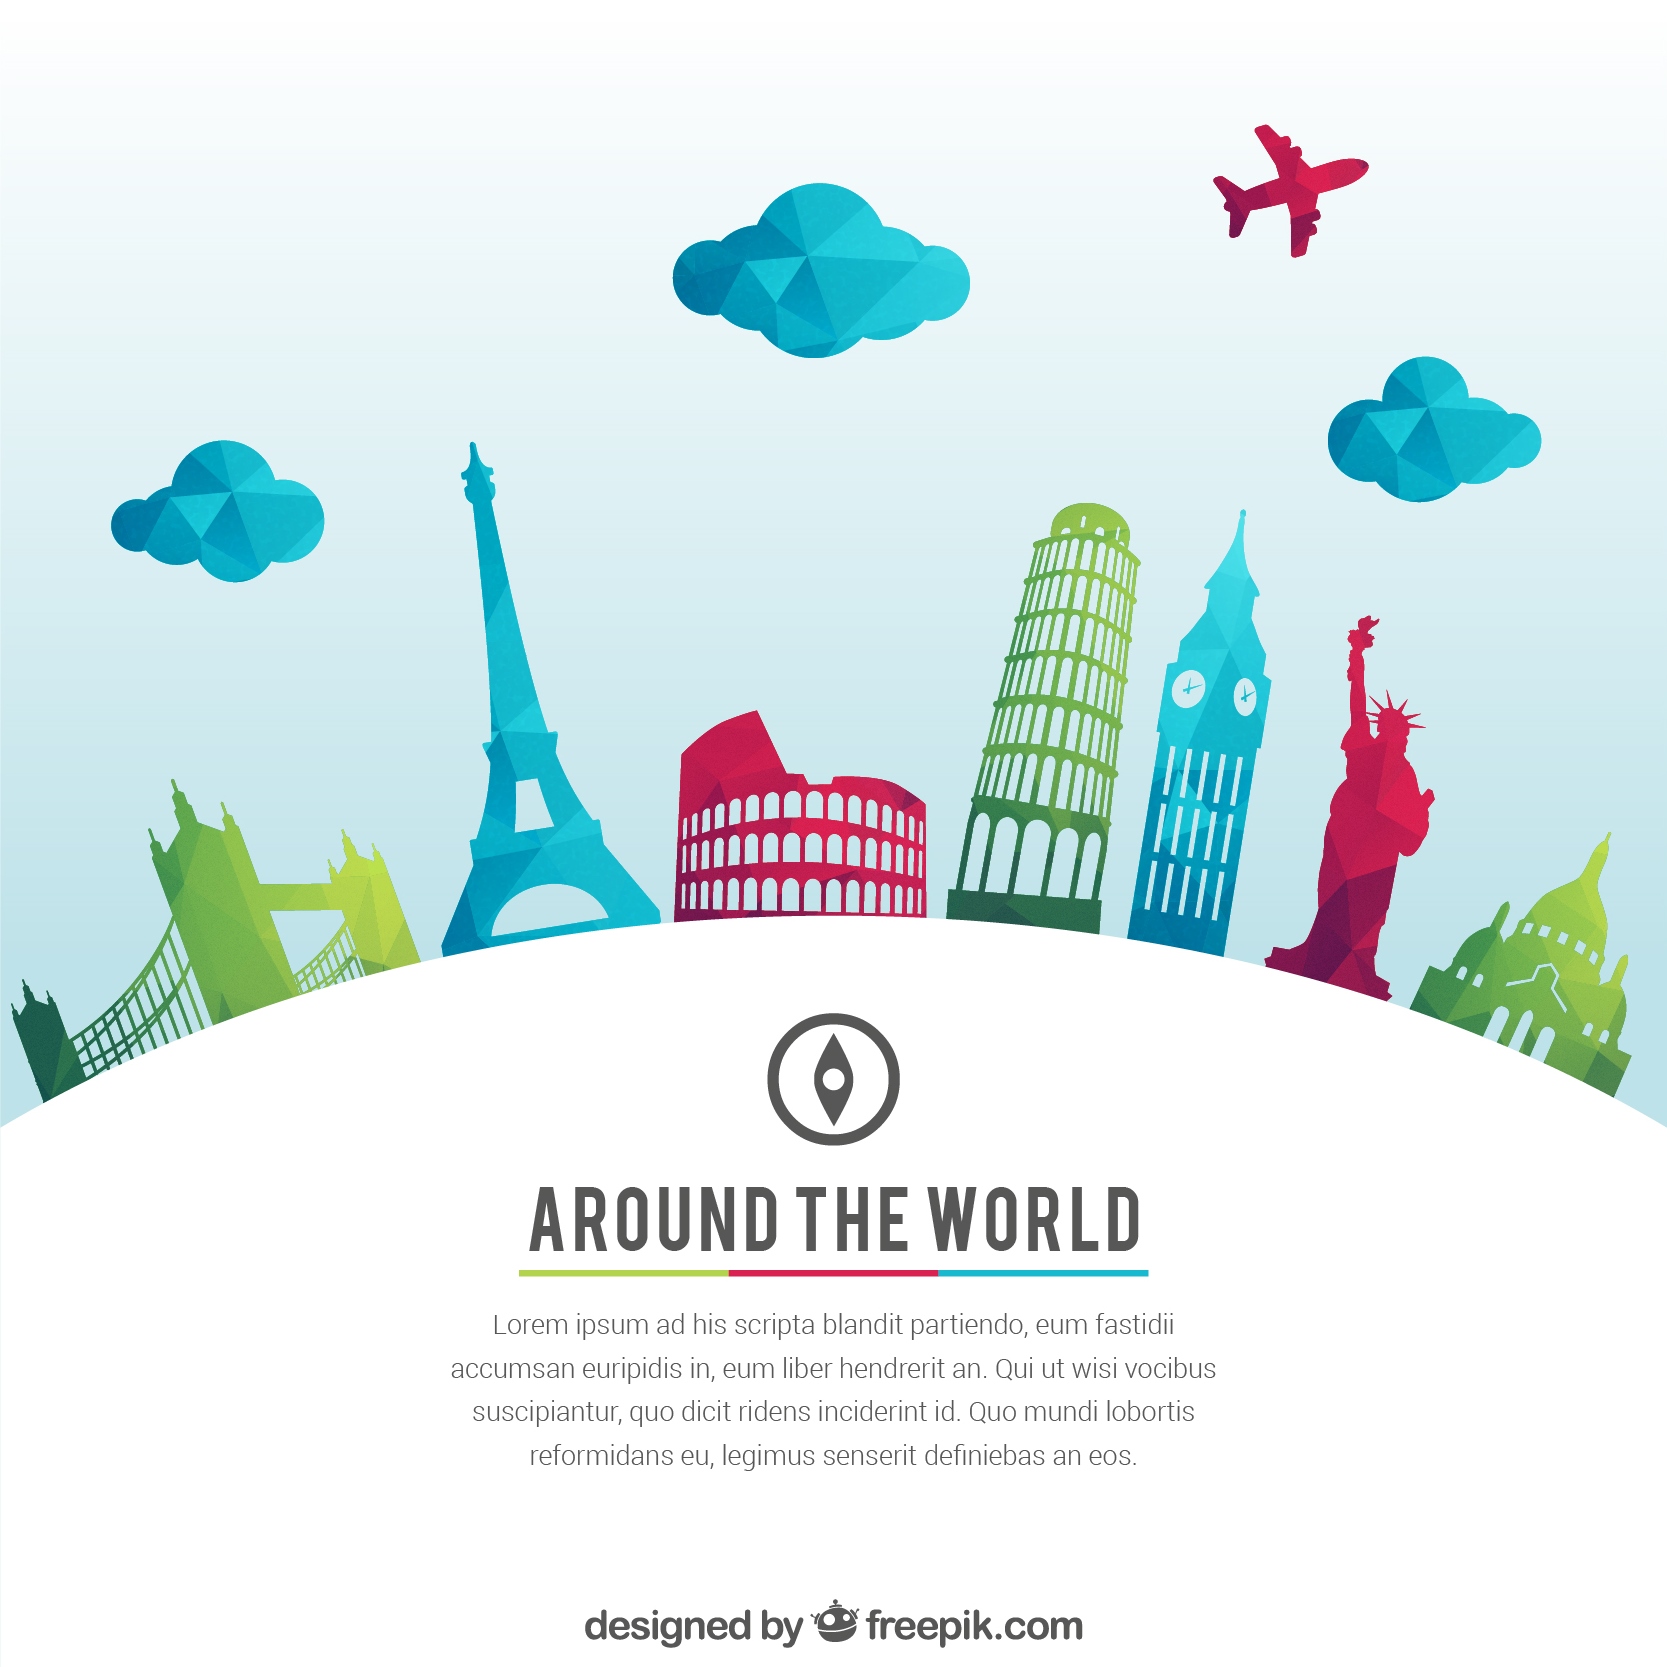 AROUND THE WORLD
Lorem ipsum ad his scripta blandit partiendo, eum fastidii
accumsan euripidis in, eum liber hendrerit an. Qui ut wisi vocibus
suscipiantur, quo dicit ridens inciderint id. Quo mundi lobortis
reformidans eu, legimus senserit definiebas an eos.
designed by freepik.com